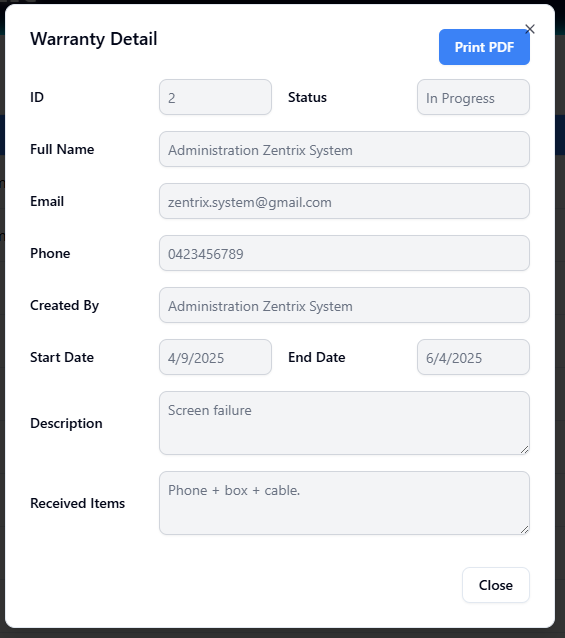 Warranty Detail
Print PDF
ID 2 Status In Progress
Full Name Administration Zentrix System
Email zentrix.system@gmail.com
Phone 0423456789
Created By Administration Zentrix System
Start Date 4/9/2025 End Date 6/4/2025
Description Screen failure
Received Items Phone + box + cable.
Close